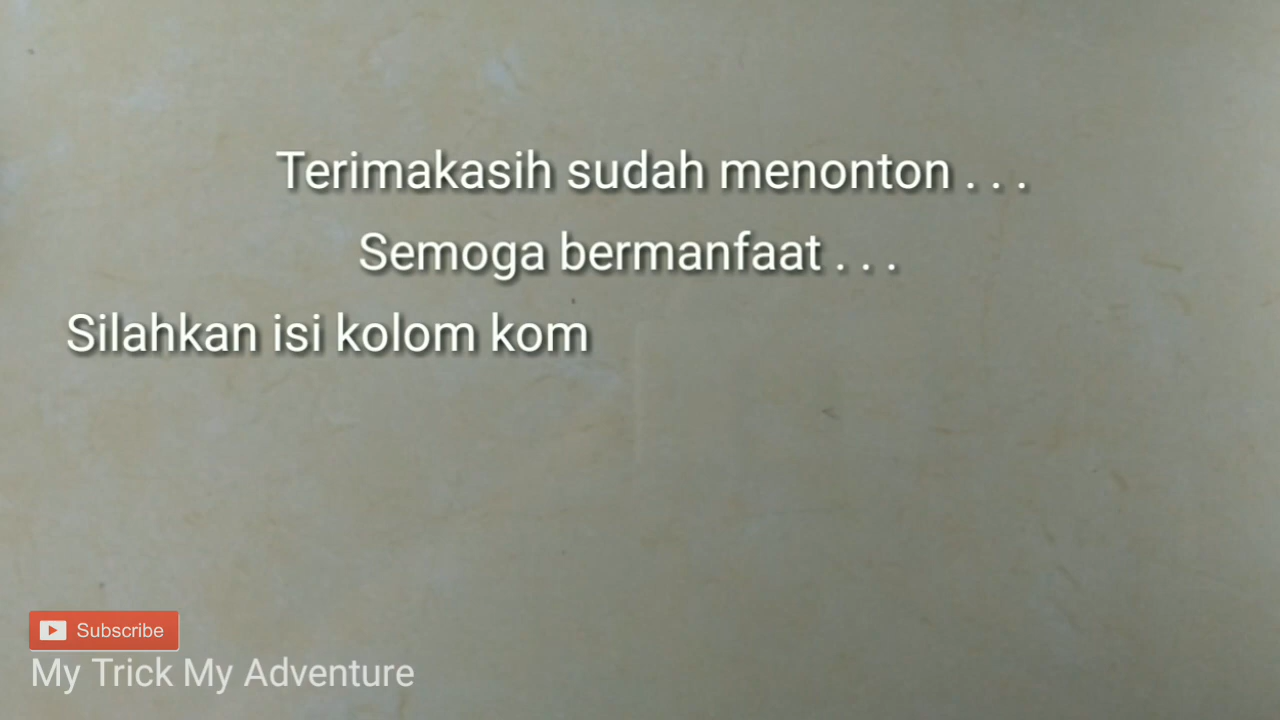 Terimakasih sudah menonton . . .
Semoga bermanfaat . . .
Silahkan isi kolom kom
Subscribe
My Trick My Adventure